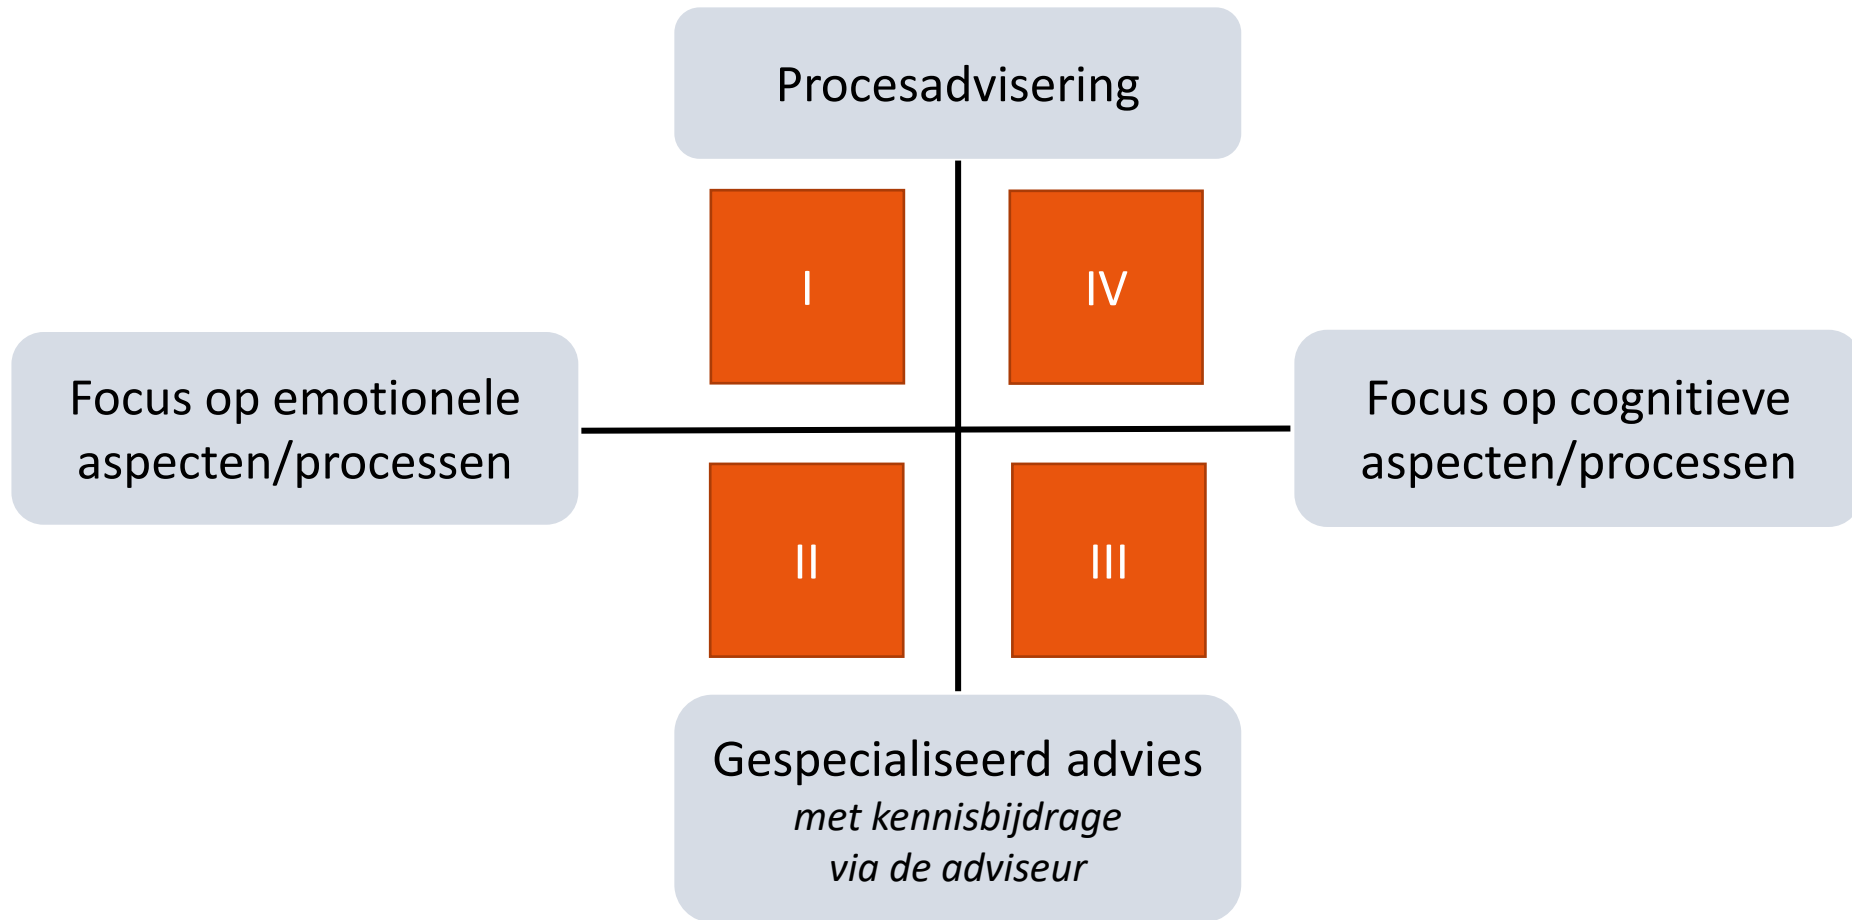 Procesadvisering
I
IV
Focus op emotionele
aspecten/processen
Focus op cognitieve
aspecten/processen
II
III
Gespecialiseerd advies
met kennisbijdrage
via de adviseur